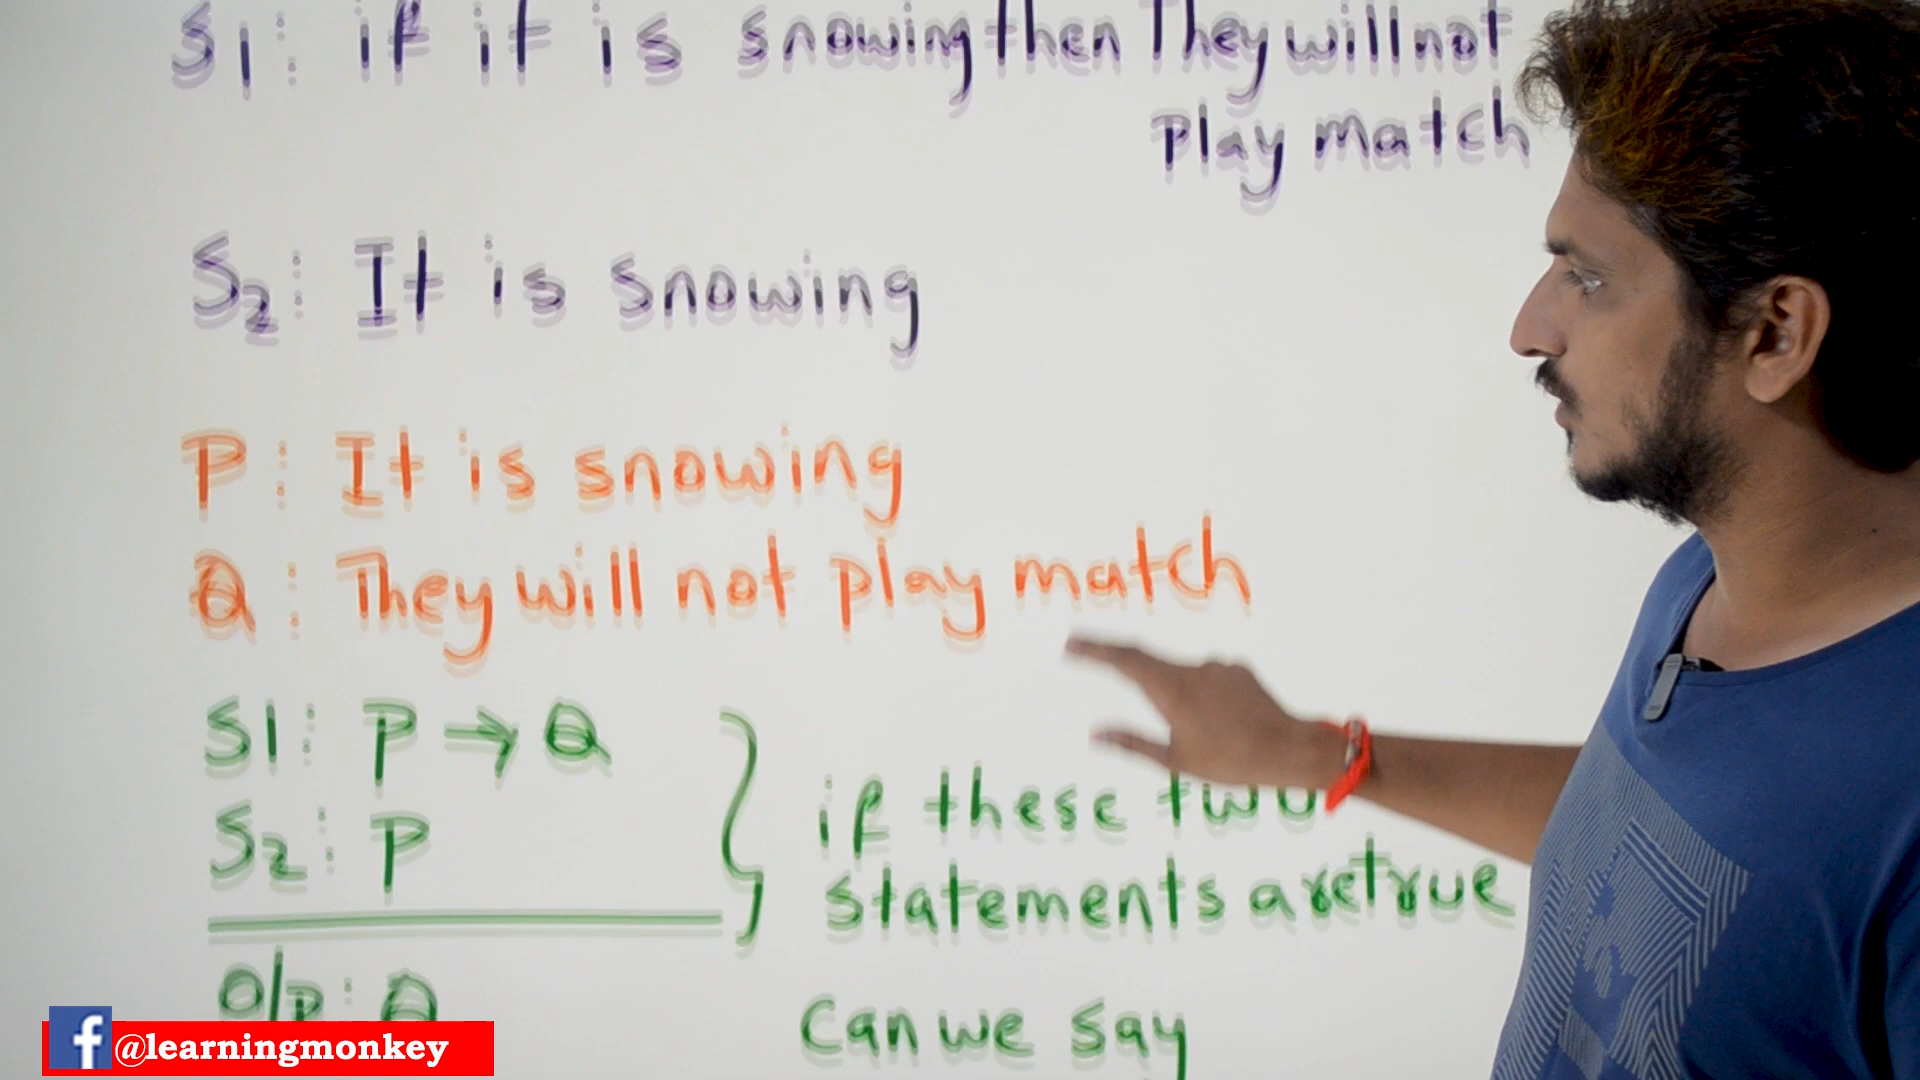 S1: if it is snowing then They will not
play match
S2: It is snowing
P: It is snowing
Q: They will not play match
S1: P → Q
S2: P
if these two
statements are true
O/P: Q
Can we say
f @learningmonkey